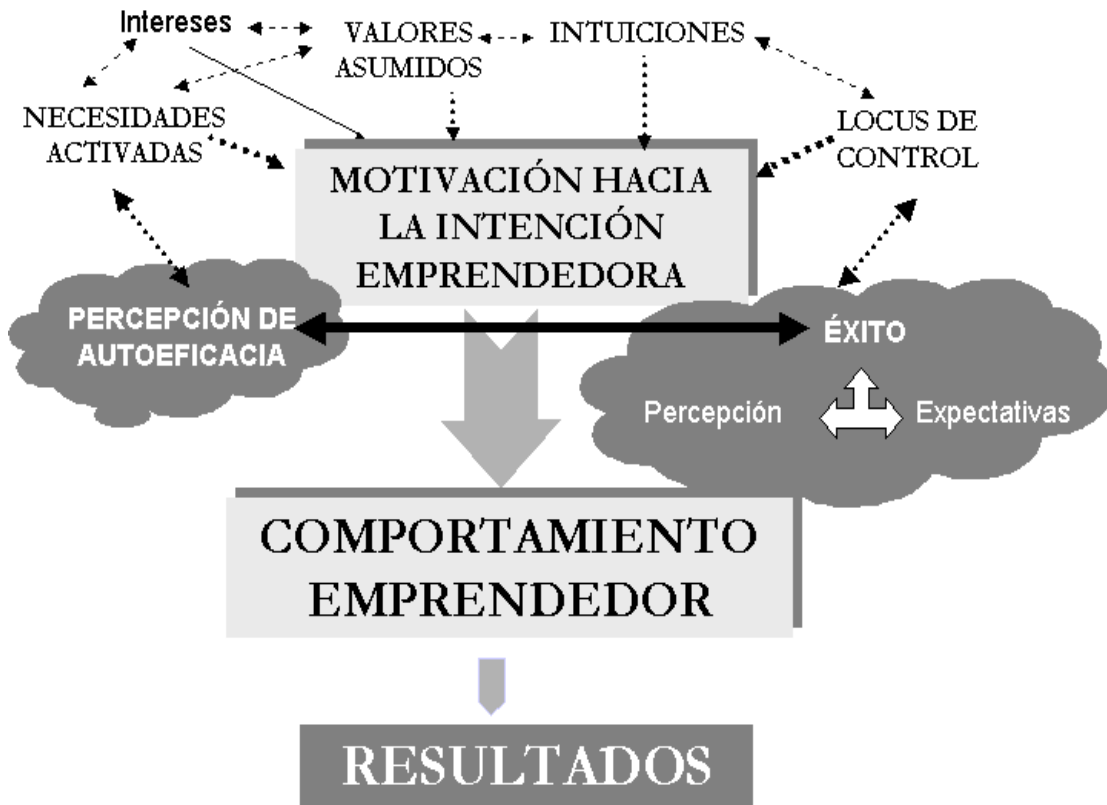 Intereses
VALORES
ASUMIDOS
INTUICIONES
NECESIDADES
ACTIVADAS
LOCUS DE
CONTROL
MOTIVACIÓN HACIA
LA INTENCIÓN
EMPRENDEDORA
PERCEPCIÓN DE
AUTOEFICACIA
ÉXITO
Percepción
Expectativas
COMPORTAMIENTO
EMPRENDEDOR
RESULTADOS